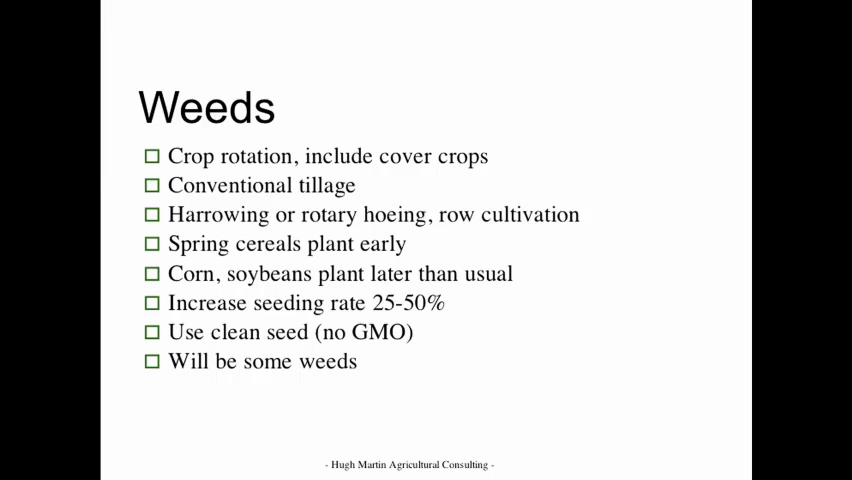 Weeds
Crop rotation, include cover crops
Conventional tillage
Harrowing or rotary hoeing, row cultivation
Spring cereals plant early
Corn, soybeans plant later than usual
Increase seeding rate 25-50%
Use clean seed (no GMO)
Will be some weeds
- Hugh Martin Agricultural Consulting -